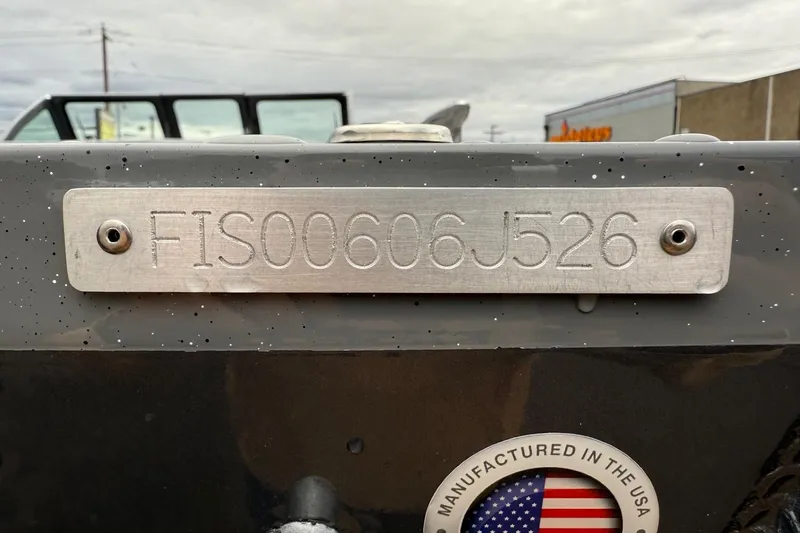 FIS00606J526
MANUFACTURED IN THE USA